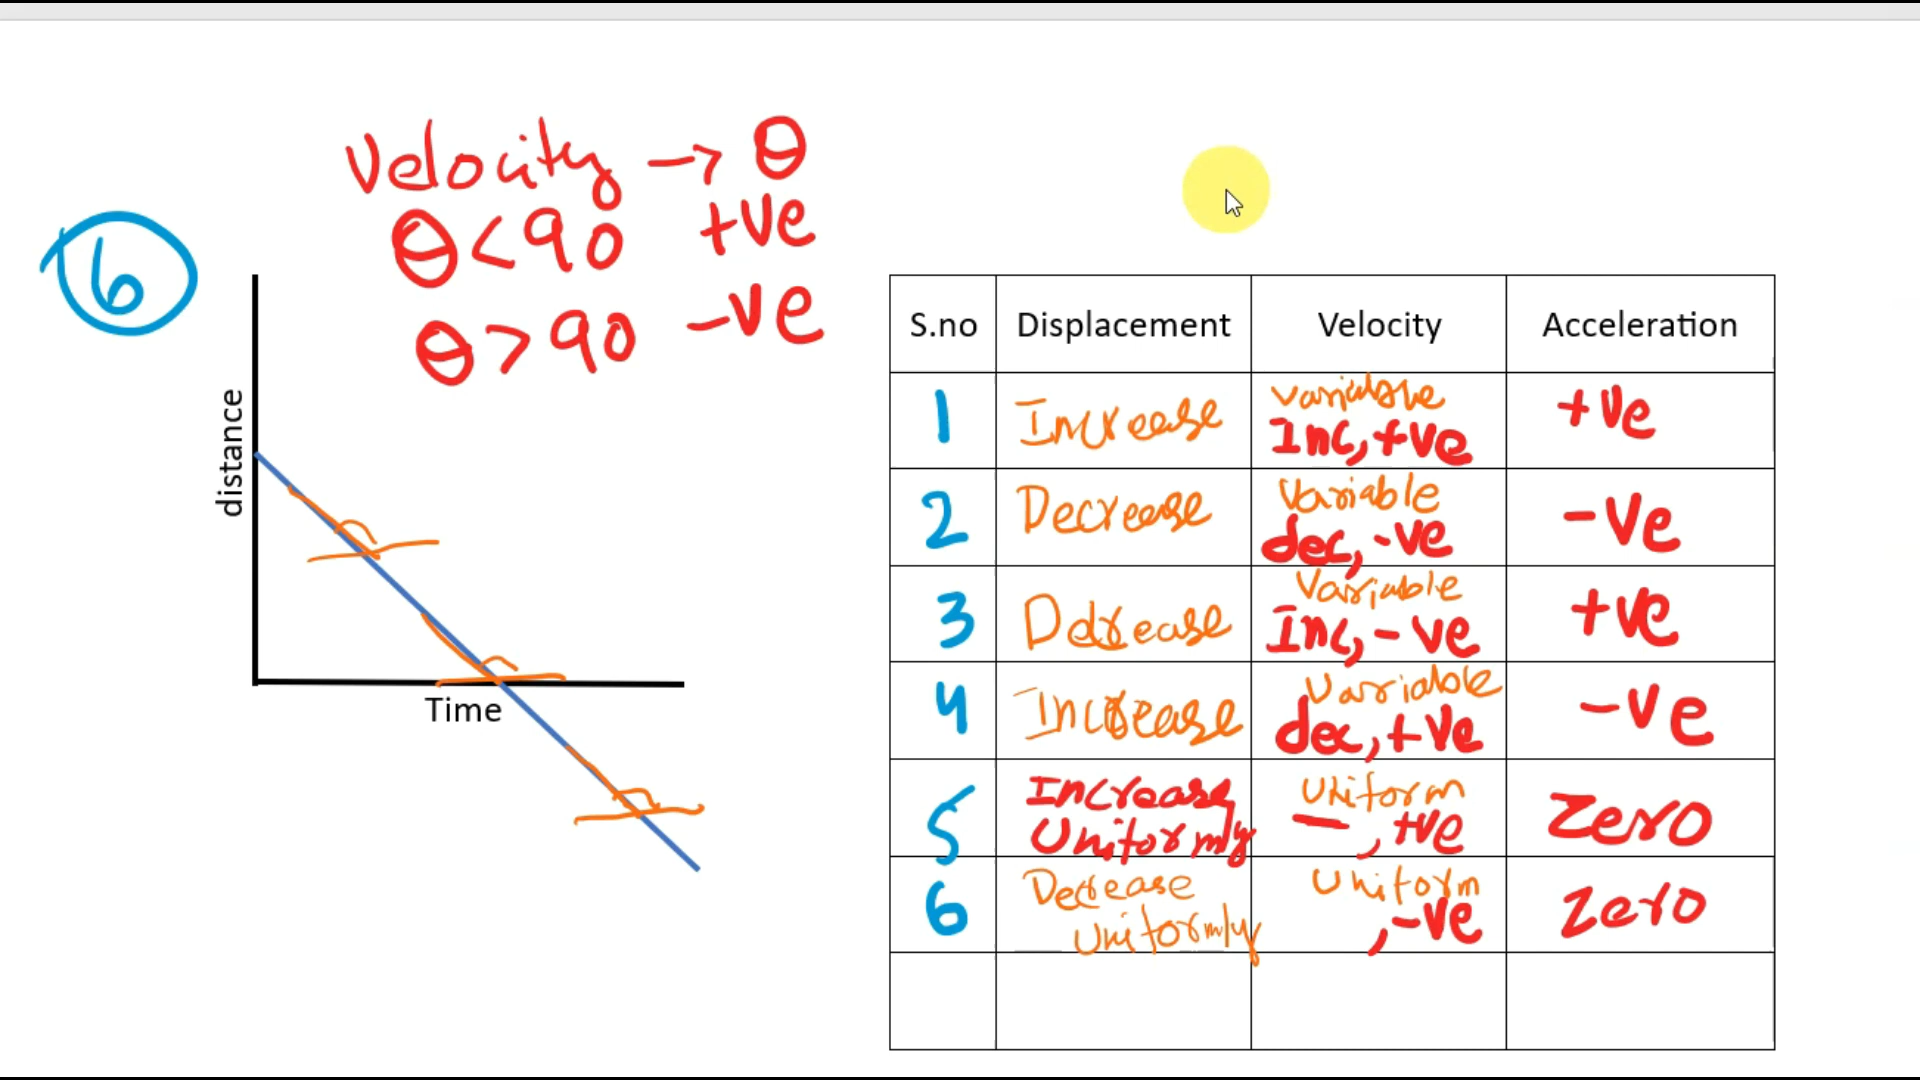 Velocity → θ
θ < 90 +ve
θ > 90 -ve
6
distance
Time
S.no Displacement Velocity Acceleration
1 Increase Variable Inc, +ve +ve
2 Decrease Variable dec, -ve -ve
3 Decrease Variable Inc, -ve +ve
4 Increase Variable dec, +ve -ve
5 Increase Uniformly Uniform —, +ve Zero
6 Decrease Uniformly Uniform , -ve Zero